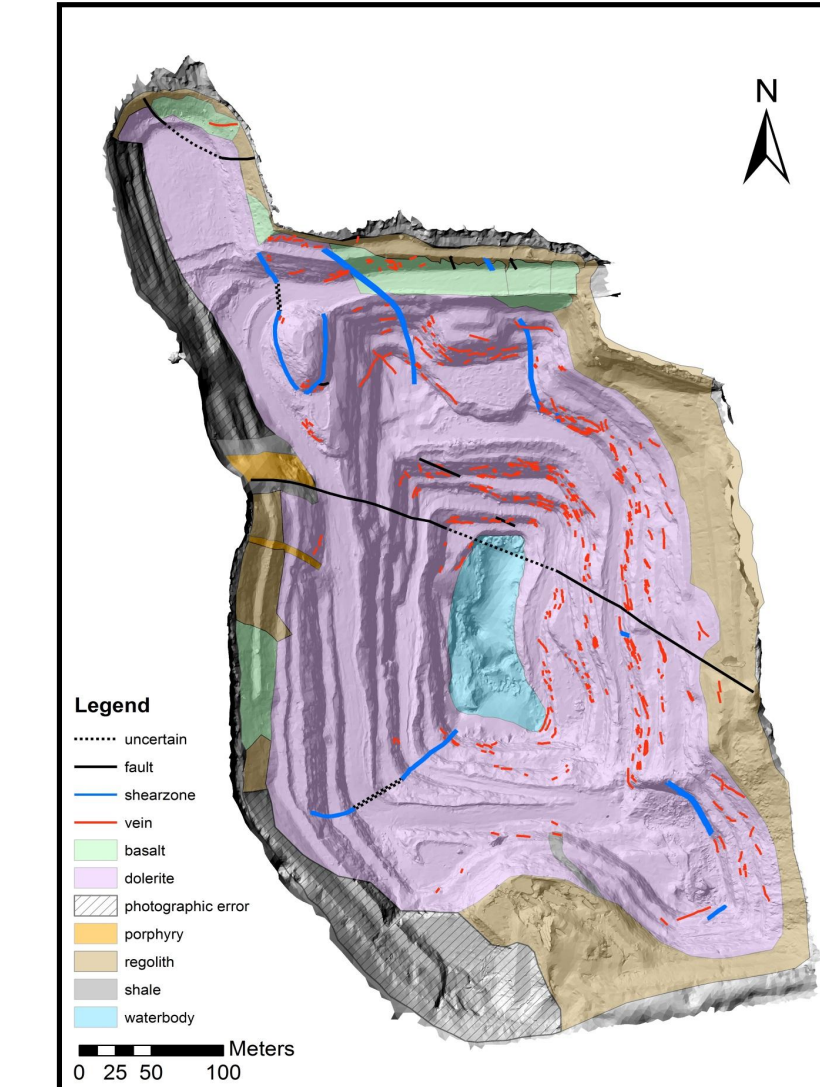 N
Legend
uncertain
fault
shearzone
vein
basalt
dolerite
photographic error
porphyry
regolith
shale
waterbody
Meters
0 25 50 100